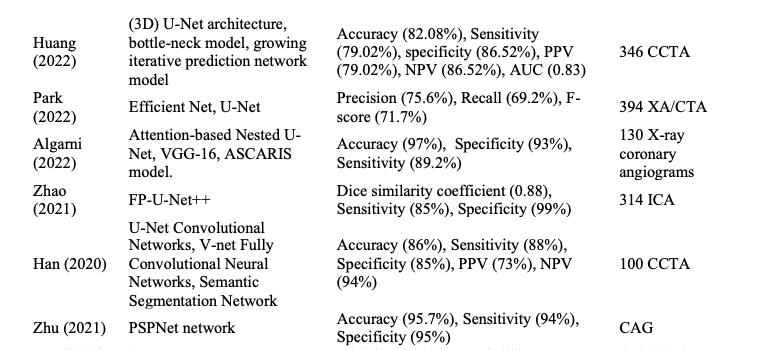 (3D) U-Net architecture,
Huang (2022) bottle-neck model, growing iterative prediction network model
Accuracy (82.08%), Sensitivity
(79.02%), specificity (86.52%), PPV
(79.02%), NPV (86.52%), AUC (0.83)
346 CCTA
Park
(2022)
Efficient Net, U-Net
Precision (75.6%), Recall (69.2%), F-
score (71.7%)
394 XA/CTA
Algarni
(2022)
Attention-based Nested U-
Net, VGG-16, ASCARIS
model.
Accuracy (97%),  Specificity (93%),
Sensitivity (89.2%)
130 X-ray
coronary
angiograms
Zhao
(2021)
FP-U-Net++
Dice similarity coefficient (0.88),
Sensitivity (85%), Specificity (99%)
314 ICA
Han (2020)
U-Net Convolutional
Networks, V-net Fully
Convolutional Neural
Networks, Semantic
Segmentation Network
Accuracy (86%), Sensitivity (88%),
Specificity (85%), PPV (73%), NPV
(94%)
100 CCTA
Zhu (2021)
PSPNet network
Accuracy (95.7%), Sensitivity (94%),
Specificity (95%)
CAG